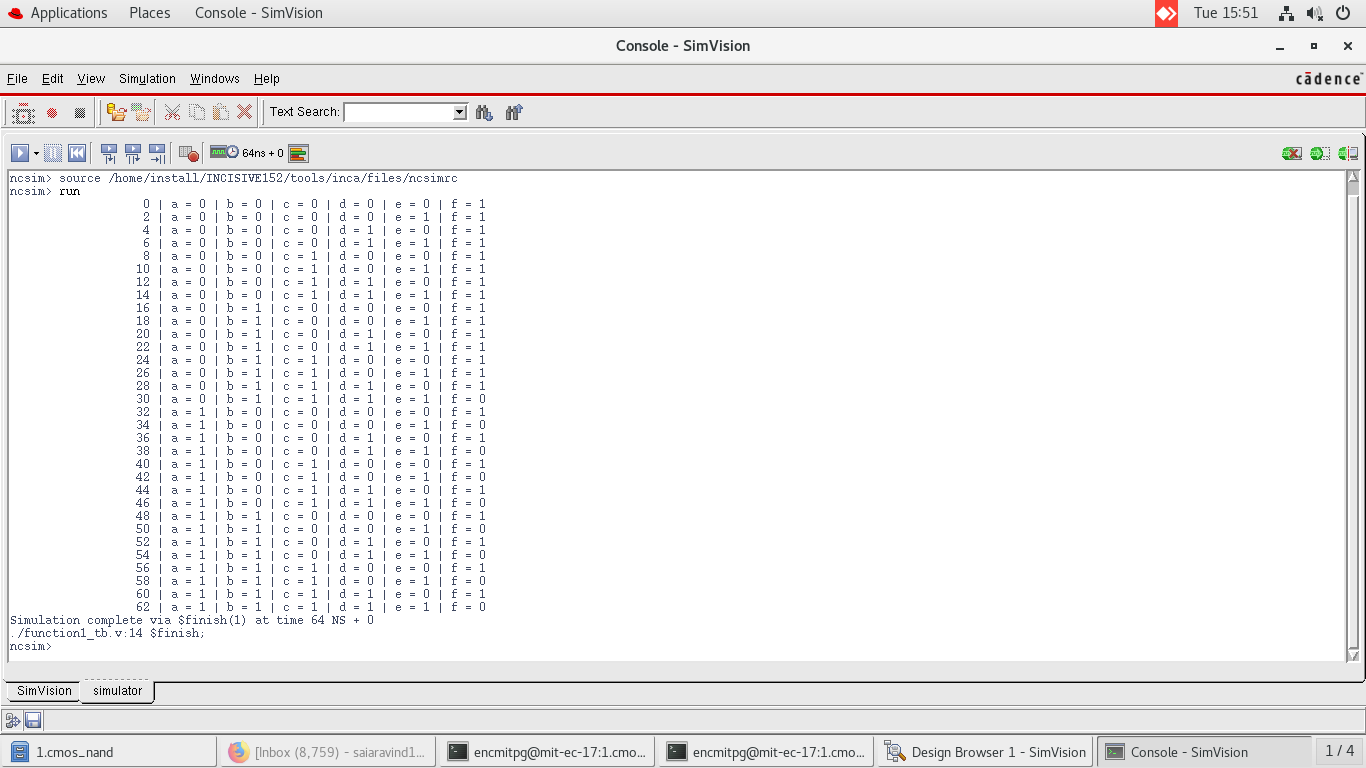 Applications Places Console - SimVision Tue 15:51
Console - SimVision
File Edit View Simulation Windows Help cādence
Text Search:
64ns + 0
ncsim> source /home/install/INCISIVE152/tools/inca/files/ncsimrc
ncsim> run
0 | a = 0 | b = 0 | c = 0 | d = 0 | e = 0 | f = 1
2 | a = 0 | b = 0 | c = 0 | d = 0 | e = 1 | f = 1
4 | a = 0 | b = 0 | c = 0 | d = 1 | e = 0 | f = 1
6 | a = 0 | b = 0 | c = 0 | d = 1 | e = 1 | f = 1
8 | a = 0 | b = 0 | c = 1 | d = 0 | e = 0 | f = 1
10 | a = 0 | b = 0 | c = 1 | d = 0 | e = 1 | f = 1
12 | a = 0 | b = 0 | c = 1 | d = 1 | e = 0 | f = 1
14 | a = 0 | b = 0 | c = 1 | d = 1 | e = 1 | f = 1
16 | a = 0 | b = 1 | c = 0 | d = 0 | e = 0 | f = 1
18 | a = 0 | b = 1 | c = 0 | d = 0 | e = 1 | f = 1
20 | a = 0 | b = 1 | c = 0 | d = 1 | e = 0 | f = 1
22 | a = 0 | b = 1 | c = 0 | d = 1 | e = 1 | f = 1
24 | a = 0 | b = 1 | c = 1 | d = 0 | e = 0 | f = 1
26 | a = 0 | b = 1 | c = 1 | d = 0 | e = 1 | f = 1
28 | a = 0 | b = 1 | c = 1 | d = 1 | e = 0 | f = 1
30 | a = 0 | b = 1 | c = 1 | d = 1 | e = 1 | f = 0
32 | a = 1 | b = 0 | c = 0 | d = 0 | e = 0 | f = 1
34 | a = 1 | b = 0 | c = 0 | d = 0 | e = 1 | f = 0
36 | a = 1 | b = 0 | c = 0 | d = 1 | e = 0 | f = 1
38 | a = 1 | b = 0 | c = 0 | d = 1 | e = 1 | f = 0
40 | a = 1 | b = 0 | c = 1 | d = 0 | e = 0 | f = 1
42 | a = 1 | b = 0 | c = 1 | d = 0 | e = 1 | f = 0
44 | a = 1 | b = 0 | c = 1 | d = 1 | e = 0 | f = 1
46 | a = 1 | b = 0 | c = 1 | d = 1 | e = 1 | f = 0
48 | a = 1 | b = 1 | c = 0 | d = 0 | e = 0 | f = 1
50 | a = 1 | b = 1 | c = 0 | d = 0 | e = 1 | f = 0
52 | a = 1 | b = 1 | c = 0 | d = 1 | e = 0 | f = 1
54 | a = 1 | b = 1 | c = 0 | d = 1 | e = 1 | f = 0
56 | a = 1 | b = 1 | c = 1 | d = 0 | e = 0 | f = 1
58 | a = 1 | b = 1 | c = 1 | d = 0 | e = 1 | f = 0
60 | a = 1 | b = 1 | c = 1 | d = 1 | e = 0 | f = 1
62 | a = 1 | b = 1 | c = 1 | d = 1 | e = 1 | f = 0
Simulation complete via $finish(1) at time 64 NS + 0
./function1_tb.v:14 $finish;
ncsim>
SimVision simulator
1.cmos_nand [Inbox (8,759) - saiaravind1... encmitpg@mit-ec-17:1.cmo... encmitpg@mit-ec-17:1.cmo... Design Browser 1 - SimVision Console - SimVision 1 / 4